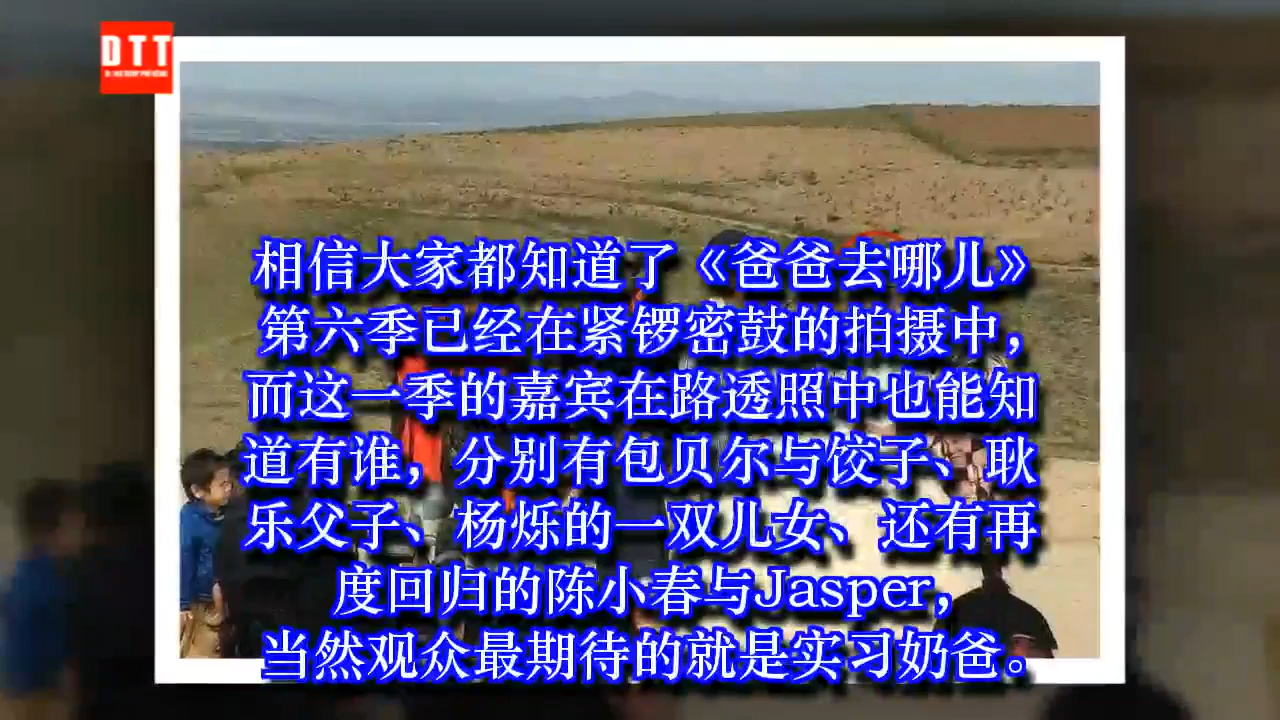 DTT
相信大家都知道了《爸爸去哪儿》
第六季已经在紧锣密鼓的拍摄中，
而这一季的嘉宾在路透照中也能知
道有谁，分别有包贝尔与饺子、耿
乐父子、杨烁的一双儿女、还有再
度回归的陈小春与Jasper，
当然观众最期待的就是实习奶爸。